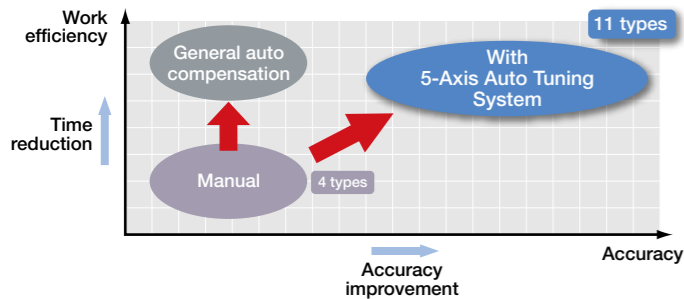 Work
efficiency
11 types
General auto
compensation
With
5-Axis Auto Tuning
System
Time
reduction
Manual
4 types
Accuracy
Accuracy
improvement